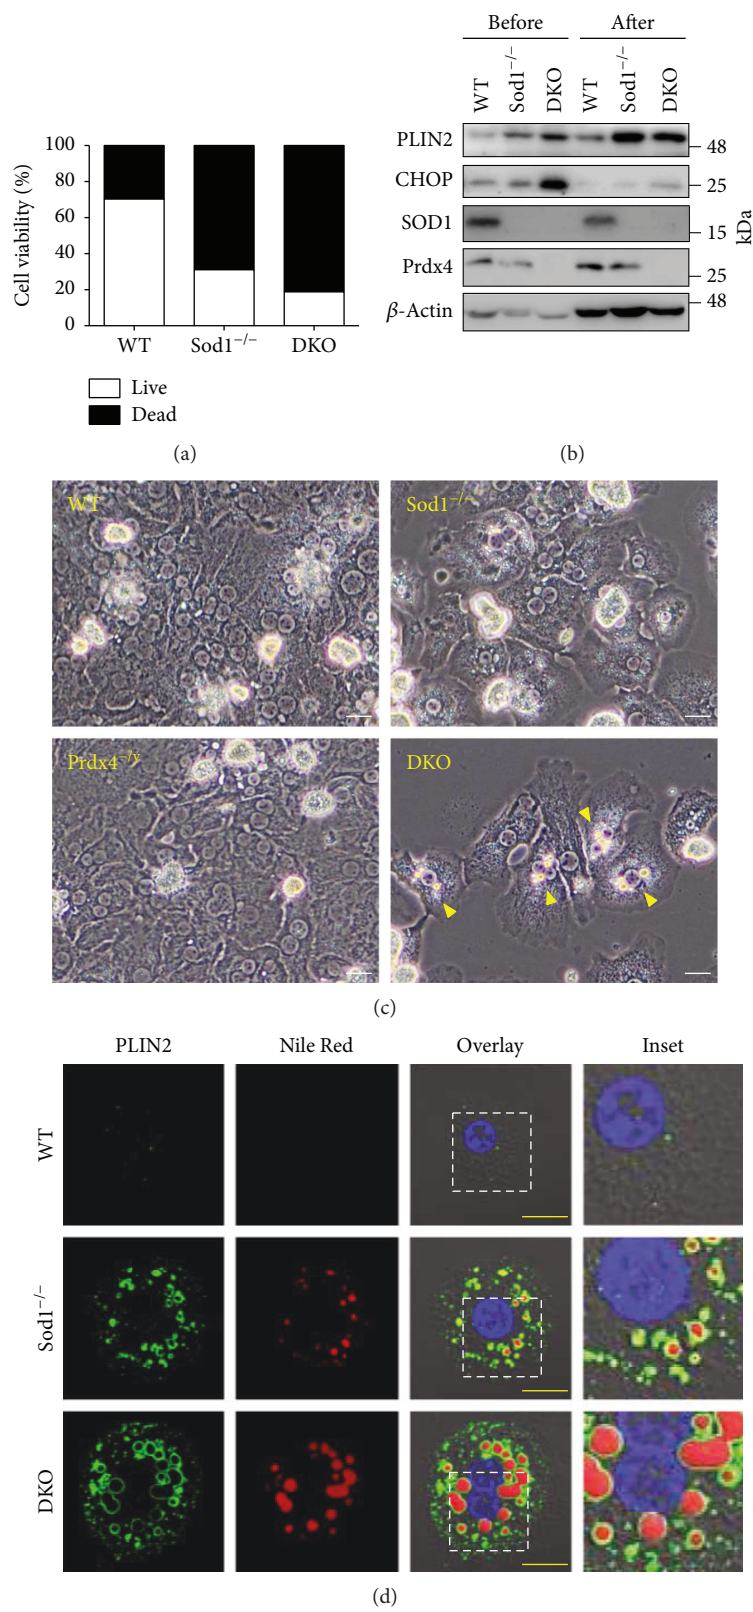 100
80
60
40
20
0
Cell viability (%)
WT
Sod1⁻/⁻
DKO
Live
Dead
(a)
Before
After
WT
Sod1⁻/⁻
DKO
WT
Sod1⁻/⁻
DKO
PLIN2
48
CHOP
25
SOD1
15
Prdx4
25
β-Actin
48
kDa
(b)
WT
Sod1⁻/⁻
Prdx4⁻/y
DKO
(c)
PLIN2
Nile Red
Overlay
Inset
WT
Sod1⁻/⁻
DKO
(d)